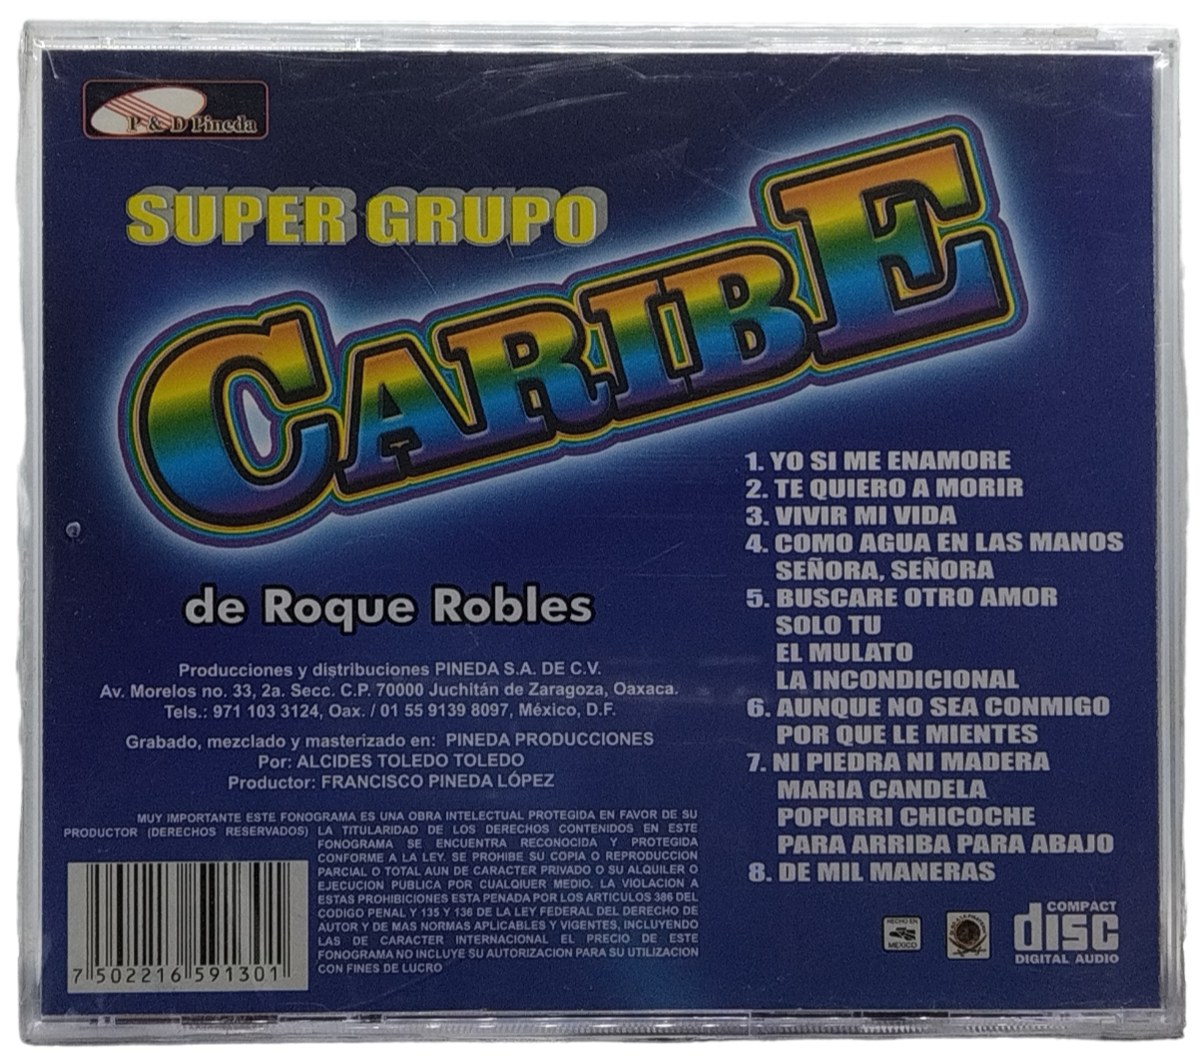 P & D Pineda
SUPER GRUPO
CARIBE
de Roque Robles
Producciones y distribuciones PINEDA S.A. DE C.V.
Av. Morelos no. 33, 2a. Secc. C.P. 70000 Juchitán de Zaragoza, Oaxaca.
Tels.: 971 103 3124, Oax. / 01 55 9139 8097, México, D.F.
Grabado, mezclado y masterizado en: PINEDA PRODUCCIONES
Por: ALCIDES TOLEDO TOLEDO
Productor: FRANCISCO PINEDA LÓPEZ
MUY IMPORTANTE ESTE FONOGRAMA ES UNA OBRA INTELECTUAL PROTEGIDA EN FAVOR DE SU
PRODUCTOR (DERECHOS RESERVADOS) LA TITULARIDAD DE LOS DERECHOS CONTENIDOS EN ESTE
FONOGRAMA SE ENCUENTRA RECONOCIDA Y PROTEGIDA
CONFORME A LA LEY. SE PROHIBE SU COPIA O REPRODUCCION
PARCIAL O TOTAL AUN DE CARACTER PRIVADO O SU ALQUILER O
EJECUCION PUBLICA POR CUALQIUER MEDIO. LA VIOLACION A
ESTAS PROHIBICIONES ESTA PENADA POR LOS ARTICULOS 386 DEL
CODIGO PENAL Y 135 Y 136 DE LA LEY FEDERAL DEL DERECHO DE
AUTOR Y DE MAS NORMAS APLICABLES Y VIGENTES, INCLUYENDO
LAS DE CARACTER INTERNACIONAL EL PRECIO DE ESTE
FONOGRAMA NO INCLUYE SU AUTORIZACION PARA SU UTILIZACION
CON FINES DE LUCRO
7 502216 591301
1. YO SI ME ENAMORE
2. TE QUIERO A MORIR
3. VIVIR MI VIDA
4. COMO AGUA EN LAS MANOS
SEÑORA, SEÑORA
5. BUSCARE OTRO AMOR
SOLO TU
EL MULATO
LA INCONDICIONAL
6. AUNQUE NO SEA CONMIGO
POR QUE LE MIENTES
7. NI PIEDRA NI MADERA
MARIA CANDELA
POPURRI CHICOCHE
PARA ARRIBA PARA ABAJO
8. DE MIL MANERAS
HECHO EN
MEXICO
COMPACT
disc
DIGITAL AUDIO